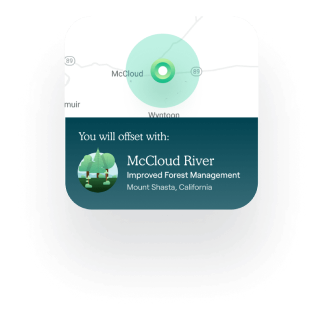 89
McCloud
89
muir
Wyntoon
You will offset with:
McCloud River
Improved Forest Management
Mount Shasta, California